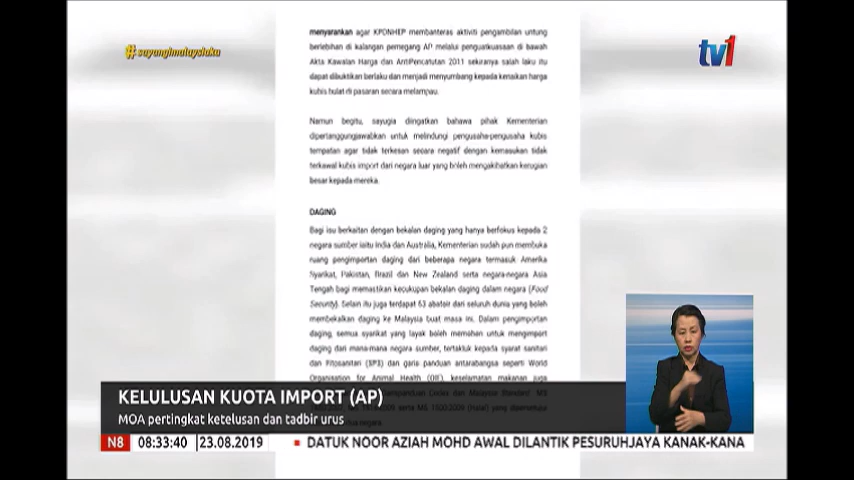 #sayangimalaysiaku
tv1
menyarankan agar KPDNHEP membanteras aktiviti pengambilan untung
berlebihan di kalangan pemegang AP melalui penguatkuasaan di bawah
Akta Kawalan Harga dan AntiPencatutan 2011 sekiranya salah laku itu
dapat dibuktikan berlaku dan menjadi menyumbang kepada kenaikan harga
kubis bulat di pasaran secara melampau.
Namun begitu, sayugia diingatkan bahawa pihak Kementerian
dipertanggungjawabkan untuk melindungi pengusaha-pengusaha kubis
tempatan agar tidak terkesan secara negatif dengan kemasukan tidak
terkawal kubis import dari negara luar yang boleh mengakibatkan kerugian
besar kepada mereka.
DAGING
Bagi isu berkaitan dengan bekalan daging yang hanya berfokus kepada 2
negara sumber iaitu India dan Australia, Kementerian sudah pun membuka
ruang pengimportan daging dari beberapa negara termasuk Amerika
Syarikat, Pakistan, Brazil dan New Zealand serta negara-negara Asia
Tengah bagi memastikan kecukupan bekalan daging dalam negara (Food
Security). Selain itu juga terdapat 53 abatoir dari seluruh dunia yang boleh
membekalkan daging ke Malaysia buat masa ini. Dalam pengimportan
daging, semua syarikat yang layak boleh memohon untuk mengimport
daging dari mana-mana negara sumber, tertakluk kepada syarat sanitari
dan Fitosanitari (SPS) dan garis panduan antarabangsa seperti World
Organisation for Animal Health (OIE), keselamatan makanan juga
KELULUSAN KUOTA IMPORT (AP)
MOA pertingkat ketelusan dan tadbir urus
N8 08:33:40 23.08.2019 DATUK NOOR AZIAH MOHD AWAL DILANTIK PESURUHJAYA KANAK-KANA